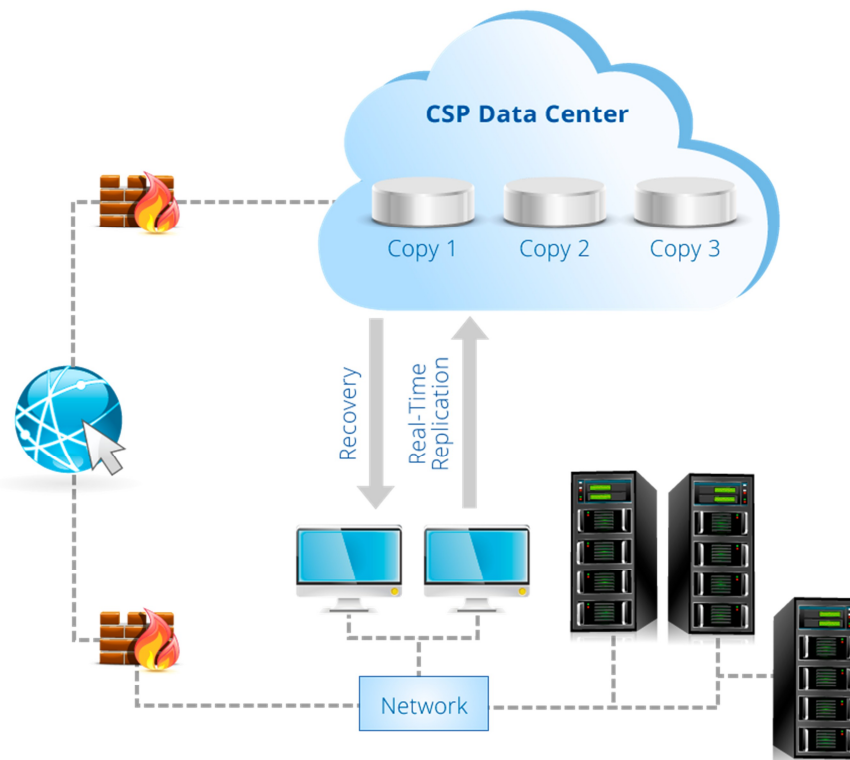 CSP Data Center
Copy 1
Copy 2
Copy 3
Recovery
Real-Time
Replication
Network